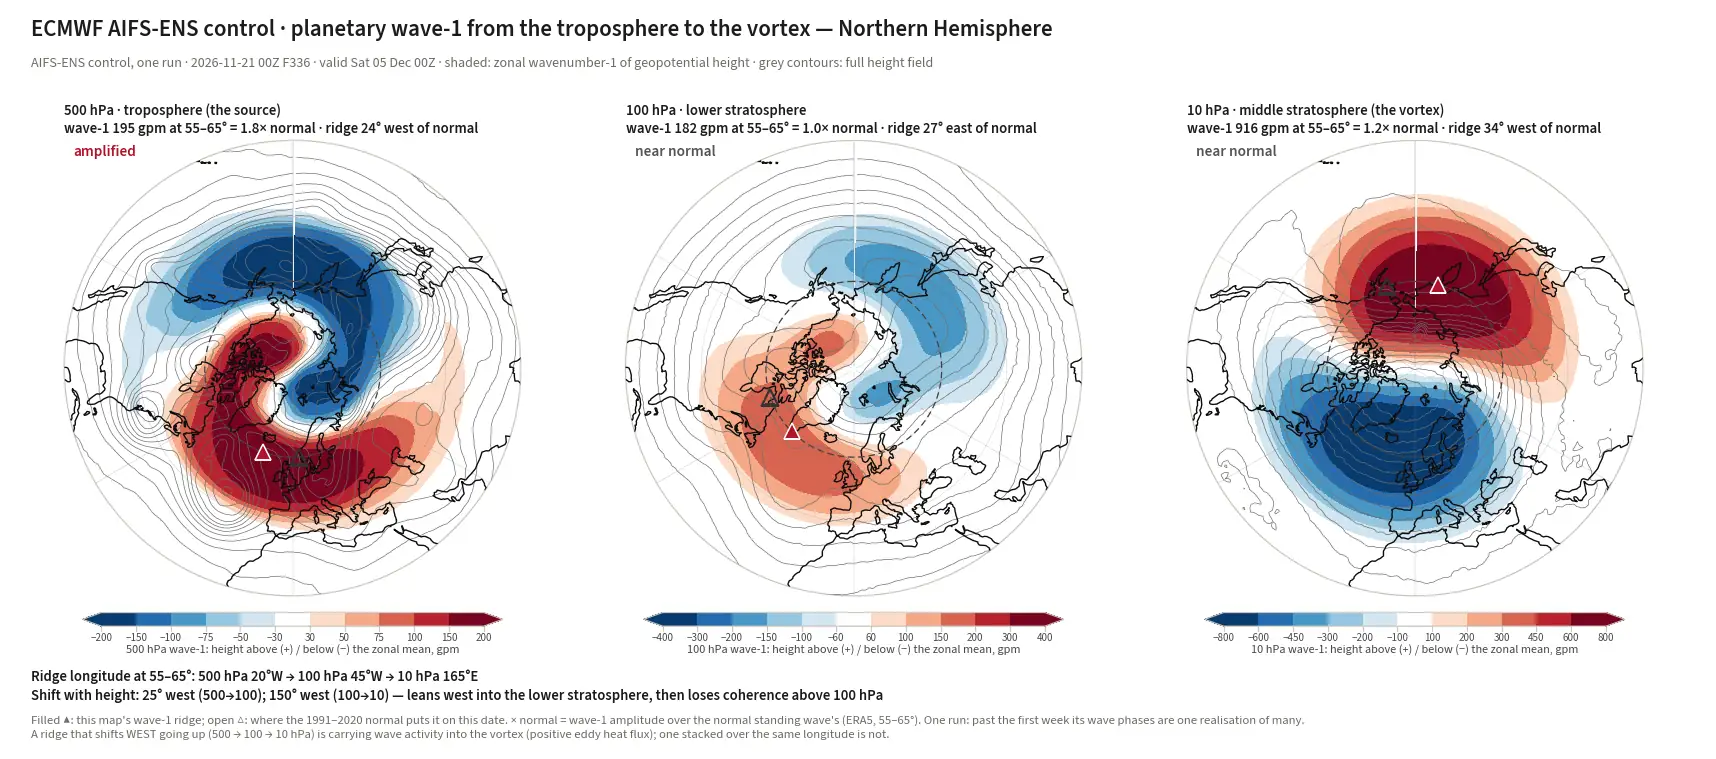 ECMWF AIFS-ENS control · planetary wave-1 from the troposphere to the vortex — Northern Hemisphere
AIFS-ENS control, one run · 2026-11-21 00Z F336 · valid Sat 05 Dec 00Z · shaded: zonal wavenumber-1 of geopotential height · grey contours: full height field
500 hPa · troposphere (the source)
wave-1 195 gpm at 55–65° = 1.8× normal · ridge 24° west of normal
amplified
100 hPa · lower stratosphere
wave-1 182 gpm at 55–65° = 1.0× normal · ridge 27° east of normal
near normal
10 hPa · middle stratosphere (the vortex)
wave-1 916 gpm at 55–65° = 1.2× normal · ridge 34° west of normal
near normal
−200 −150 −100 −75 −50 −30 30 50 75 100 150 200
500 hPa wave-1: height above (+) / below (−) the zonal mean, gpm
−400 −300 −200 −150 −100 −60 60 100 150 200 300 400
100 hPa wave-1: height above (+) / below (−) the zonal mean, gpm
−800 −600 −450 −300 −200 −100 100 200 300 450 600 800
10 hPa wave-1: height above (+) / below (−) the zonal mean, gpm
Ridge longitude at 55–65°: 500 hPa 20°W → 100 hPa 45°W → 10 hPa 165°E
Shift with height: 25° west (500→100); 150° west (100→10) — leans west into the lower stratosphere, then loses coherence above 100 hPa
Filled ▲: this map's wave-1 ridge; open △: where the 1991–2020 normal puts it on this date. × normal = wave-1 amplitude over the normal standing wave's (ERA5, 55–65°). One run: past the first week its wave phases are one realisation of many.
A ridge that shifts WEST going up (500 → 100 → 10 hPa) is carrying wave activity into the vortex (positive eddy heat flux); one stacked over the same longitude is not.